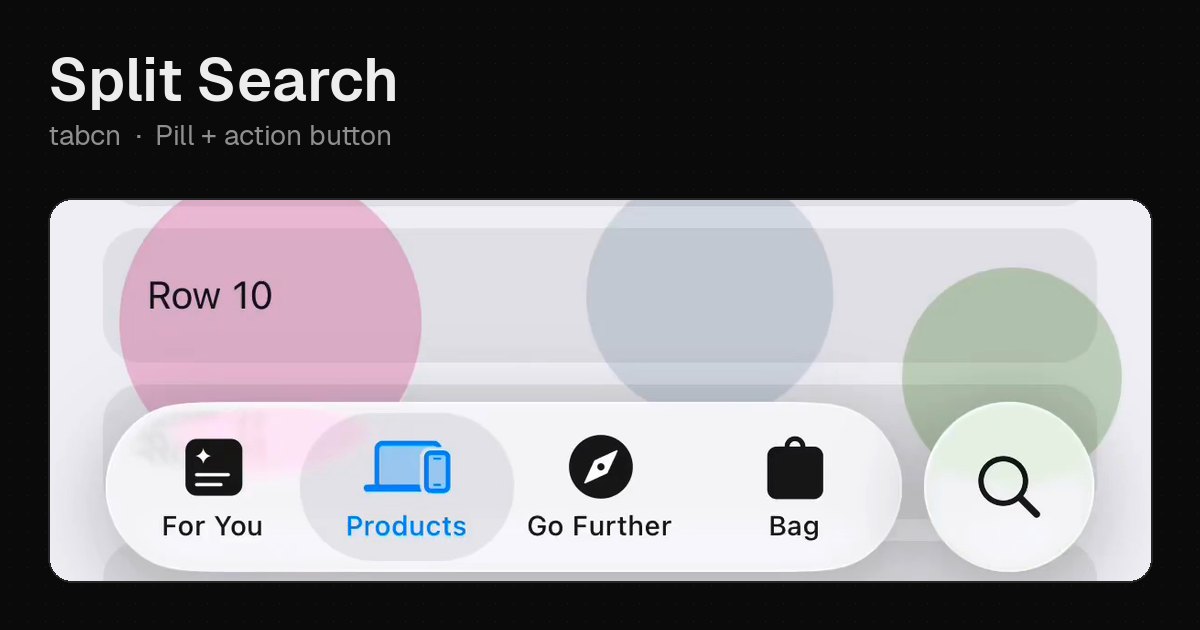 Split Search
tabcn · Pill + action button
Row 10
For You
Products
Go Further
Bag